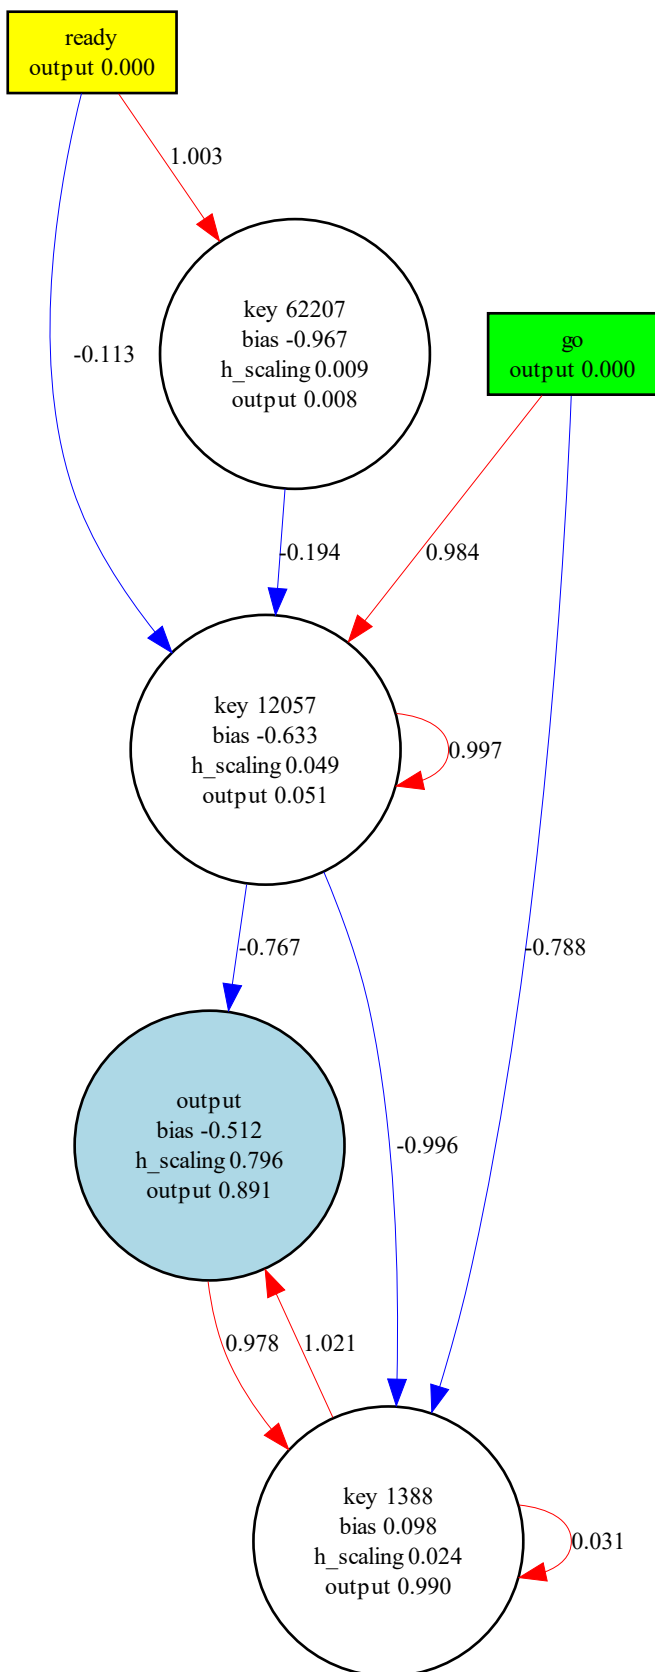 ready
output 0.000
1.003
key 62207
bias -0.967
h_scaling 0.009
output 0.008
-0.113
go
output 0.000
-0.194
0.984
key 12057
bias -0.633
h_scaling 0.049
output 0.051
0.997
-0.767
-0.788
output
bias -0.512
h_scaling 0.796
output 0.891
-0.996
0.978
1.021
key 1388
bias 0.098
h_scaling 0.024
output 0.990
0.031